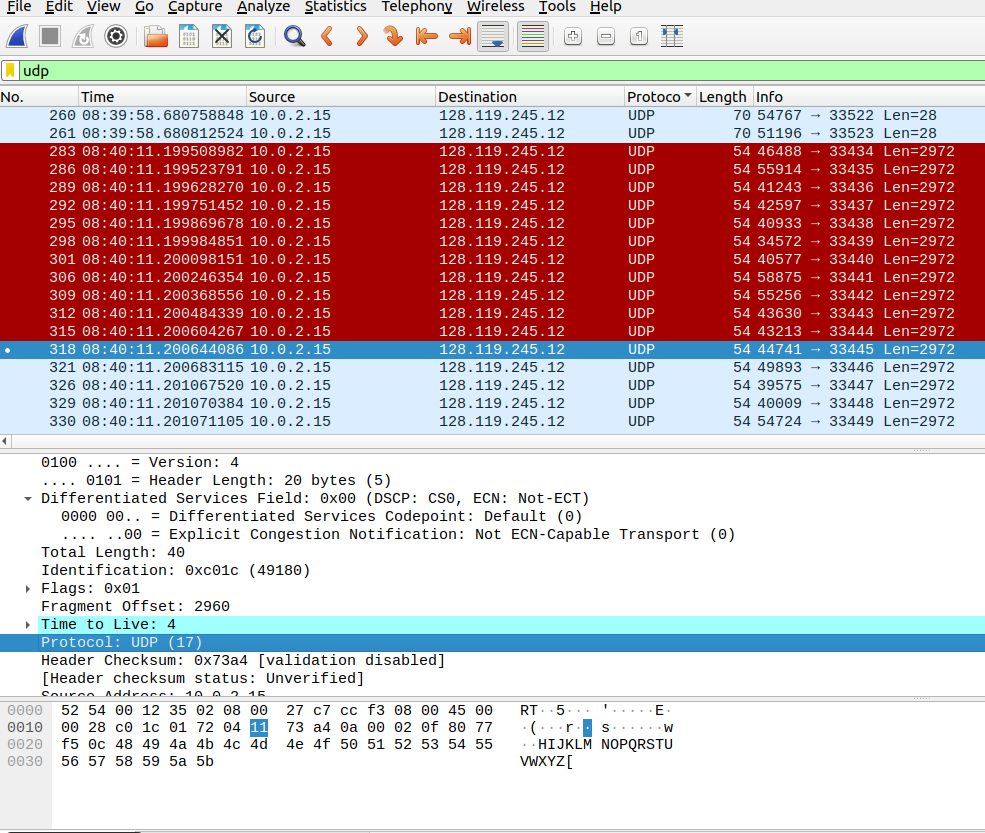 File Edit View Go Capture Analyze Statistics Telephony Wireless Tools Help
udp
No. Time Source Destination Protoco Length Info
260 08:39:58.680758848 10.0.2.15 128.119.245.12 UDP 70 54767 → 33522 Len=28
261 08:39:58.680812524 10.0.2.15 128.119.245.12 UDP 70 51196 → 33523 Len=28
283 08:40:11.199508982 10.0.2.15 128.119.245.12 UDP 54 46488 → 33434 Len=2972
286 08:40:11.199523791 10.0.2.15 128.119.245.12 UDP 54 55914 → 33435 Len=2972
289 08:40:11.199628270 10.0.2.15 128.119.245.12 UDP 54 41243 → 33436 Len=2972
292 08:40:11.199751452 10.0.2.15 128.119.245.12 UDP 54 42597 → 33437 Len=2972
295 08:40:11.199869678 10.0.2.15 128.119.245.12 UDP 54 40933 → 33438 Len=2972
298 08:40:11.199984851 10.0.2.15 128.119.245.12 UDP 54 34572 → 33439 Len=2972
301 08:40:11.200098151 10.0.2.15 128.119.245.12 UDP 54 40577 → 33440 Len=2972
306 08:40:11.200246354 10.0.2.15 128.119.245.12 UDP 54 58875 → 33441 Len=2972
309 08:40:11.200368556 10.0.2.15 128.119.245.12 UDP 54 55256 → 33442 Len=2972
312 08:40:11.200484339 10.0.2.15 128.119.245.12 UDP 54 43630 → 33443 Len=2972
315 08:40:11.200604267 10.0.2.15 128.119.245.12 UDP 54 43213 → 33444 Len=2972
318 08:40:11.200644086 10.0.2.15 128.119.245.12 UDP 54 44741 → 33445 Len=2972
321 08:40:11.200683115 10.0.2.15 128.119.245.12 UDP 54 49893 → 33446 Len=2972
326 08:40:11.201067520 10.0.2.15 128.119.245.12 UDP 54 39575 → 33447 Len=2972
329 08:40:11.201070384 10.0.2.15 128.119.245.12 UDP 54 40009 → 33448 Len=2972
330 08:40:11.201071105 10.0.2.15 128.119.245.12 UDP 54 54724 → 33449 Len=2972
0100 .... = Version: 4
.... 0101 = Header Length: 20 bytes (5)
Differentiated Services Field: 0x00 (DSCP: CS0, ECN: Not-ECT)
0000 00.. = Differentiated Services Codepoint: Default (0)
.... ..00 = Explicit Congestion Notification: Not ECN-Capable Transport (0)
Total Length: 40
Identification: 0xc01c (49180)
Flags: 0x01
Fragment Offset: 2960
Time to Live: 4
Protocol: UDP (17)
Header Checksum: 0x73a4 [validation disabled]
[Header checksum status: Unverified]
Source Address: 10.0.2.15
0000 52 54 00 12 35 02 08 00 27 c7 cc f3 08 00 45 00 RT··5··· '·····E·
0010 00 28 c0 1c 01 72 04 11 73 a4 0a 00 02 0f 80 77 ·(···r·· s······w
0020 f5 0c 48 49 4a 4b 4c 4d 4e 4f 50 51 52 53 54 55 ··HIJKLM NOPQRSTU
0030 56 57 58 59 5a 5b VWXYZ[